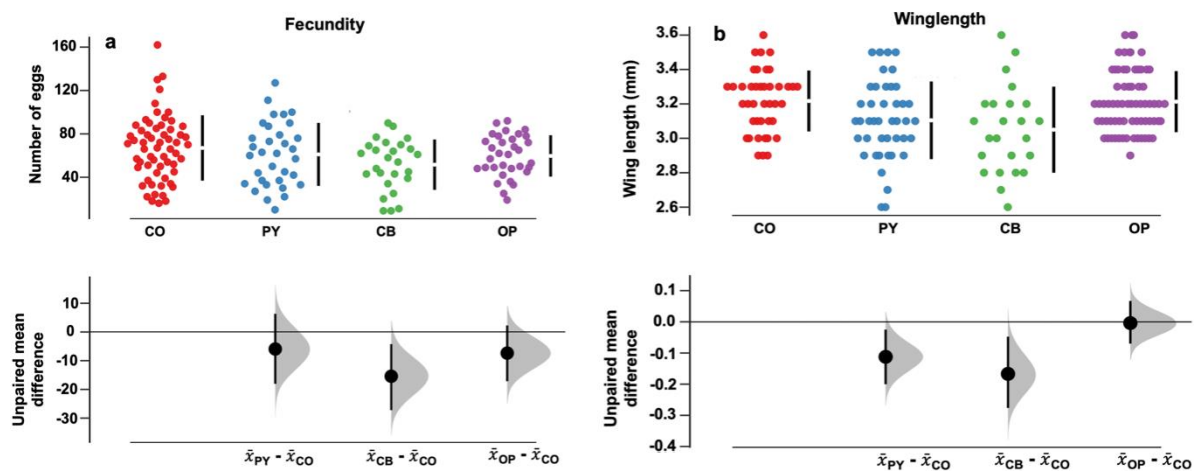 a
Fecundity
Number of eggs
160
120
80
40
CO PY CB OP
Unpaired mean
difference
10
0
-10
-20
-30
x̄PY - x̄CO x̄CB - x̄CO x̄OP - x̄CO
b
Winglength
Wing length (mm)
3.6
3.4
3.2
3.0
2.8
2.6
CO PY CB OP
Unpaired mean
difference
0.1
0.0
-0.1
-0.2
-0.3
-0.4
x̄PY - x̄CO x̄CB - x̄CO x̄OP - x̄CO